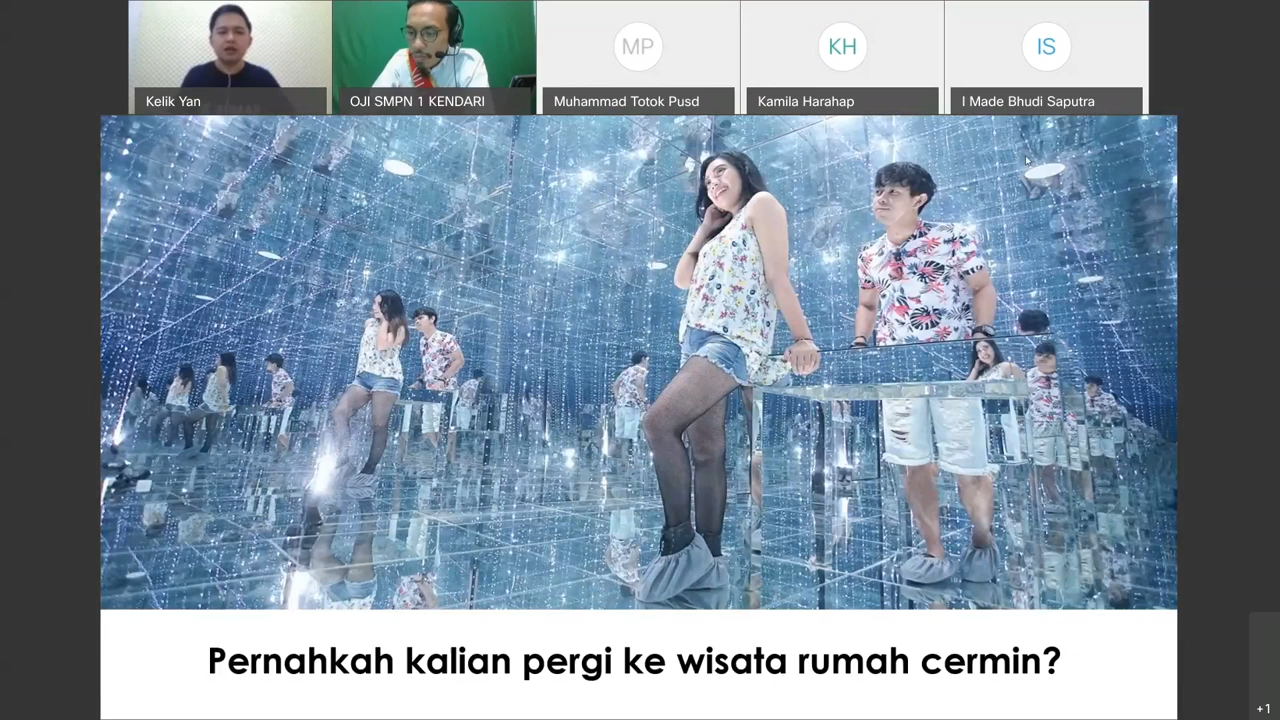 MP
KH
IS
Kelik Yan
OJI SMPN 1 KENDARI
Muhammad Totok Pusd
Kamila Harahap
I Made Bhudi Saputra
Pernahkah kalian pergi ke wisata rumah cermin?
+1